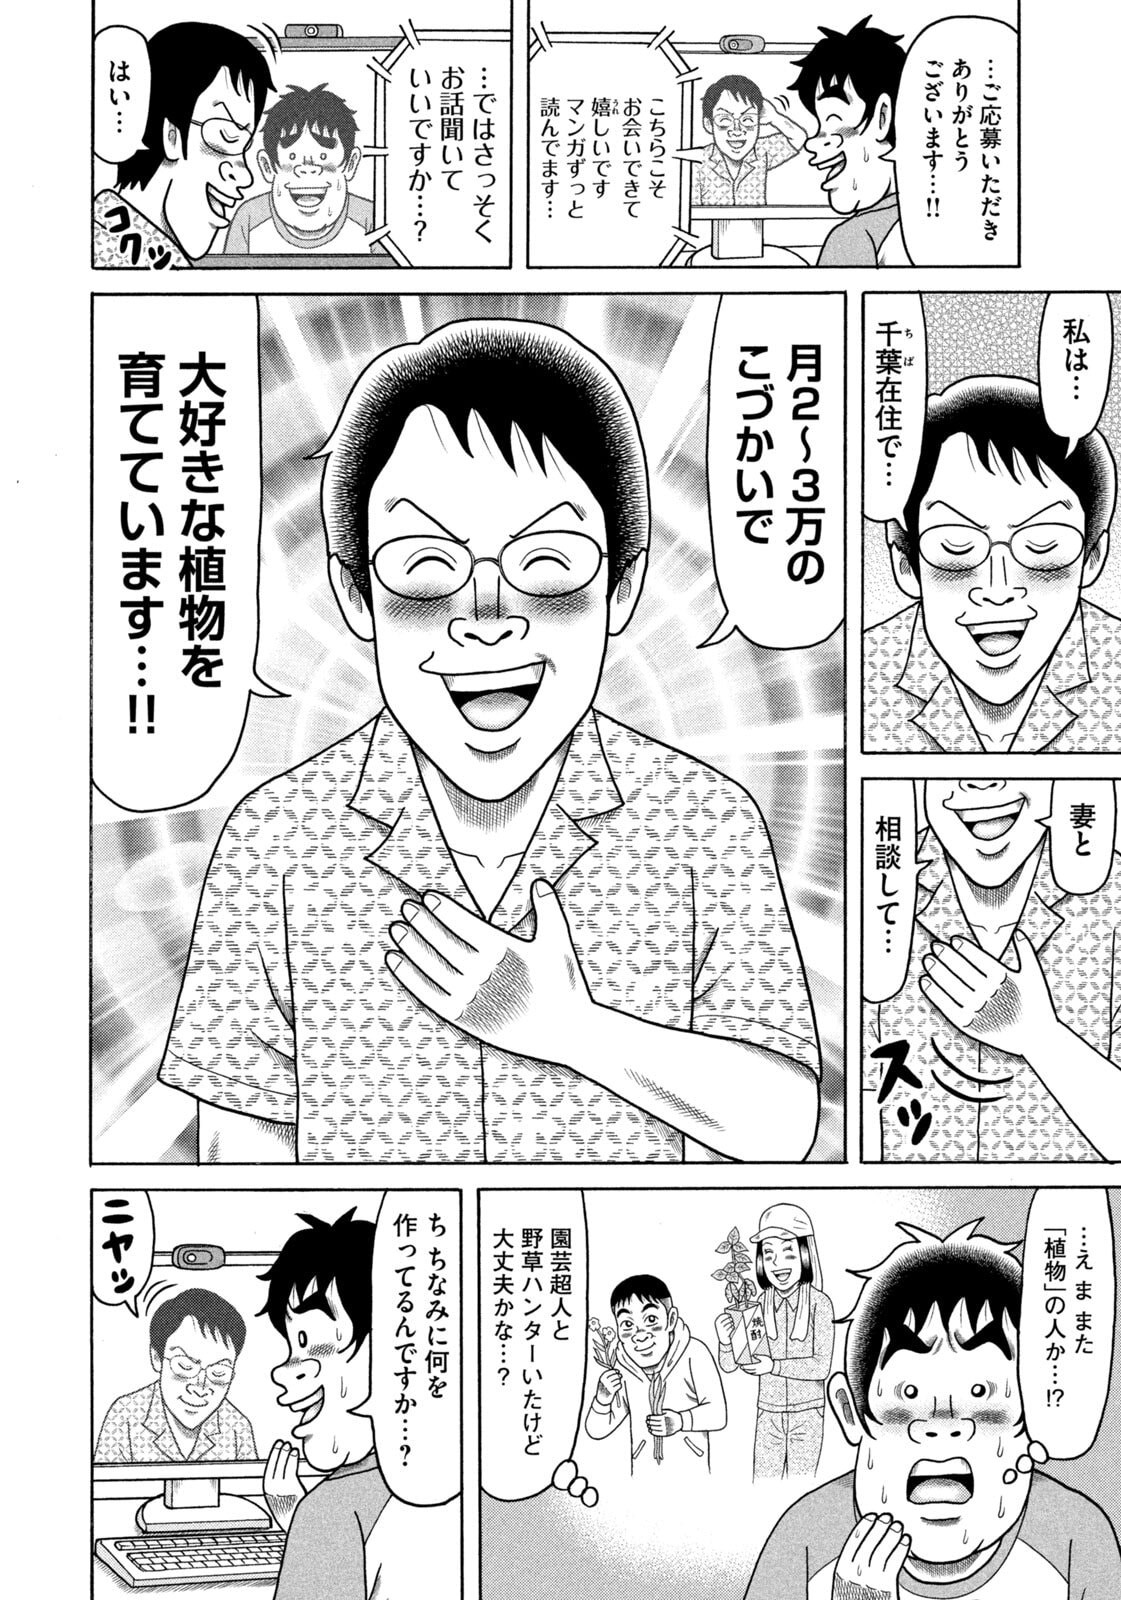 …ご応募いただき
ありがとう
ございます…!!
こちらこそ
お会いできて
嬉しいです
うれ
マンガずっと
読んでます…
…ではさっそく
お話聞いて
いいですか…?
はい…
コクッ
私は…
千葉在住で…
ちば
妻と
相談して…
スッ
月2〜3万の
こづかいで
大好きな植物を
育てています…!!
…え ま また
「植物」の人か…!?
園芸超人と
野草ハンターいたけど
大丈夫かな…?
焼酎
ち ちなみに何を
作ってるんですか…?
ニヤッ